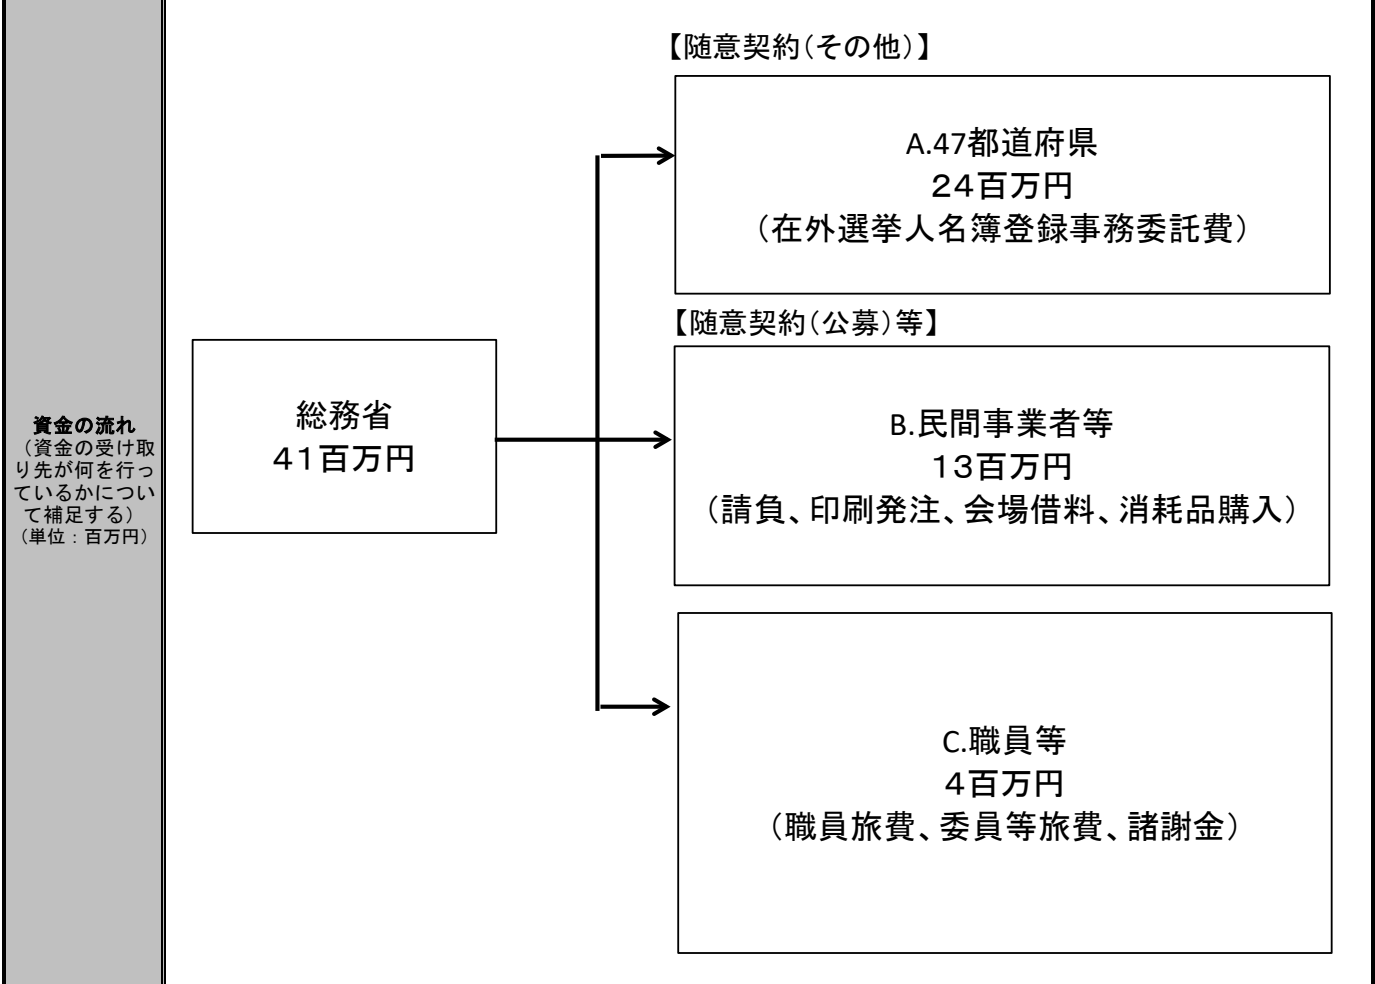 資金の流れ
（資金の受け取
り先が何を行っ
ているかについ
て補足する）
（単位：百万円）
総務省
４１百万円
【随意契約（その他）】
A.47都道府県
２４百万円
（在外選挙人名簿登録事務委託費）
【随意契約（公募）等】
B.民間事業者等
１３百万円
（請負、印刷発注、会場借料、消耗品購入）
C.職員等
４百万円
（職員旅費、委員等旅費、諸謝金）